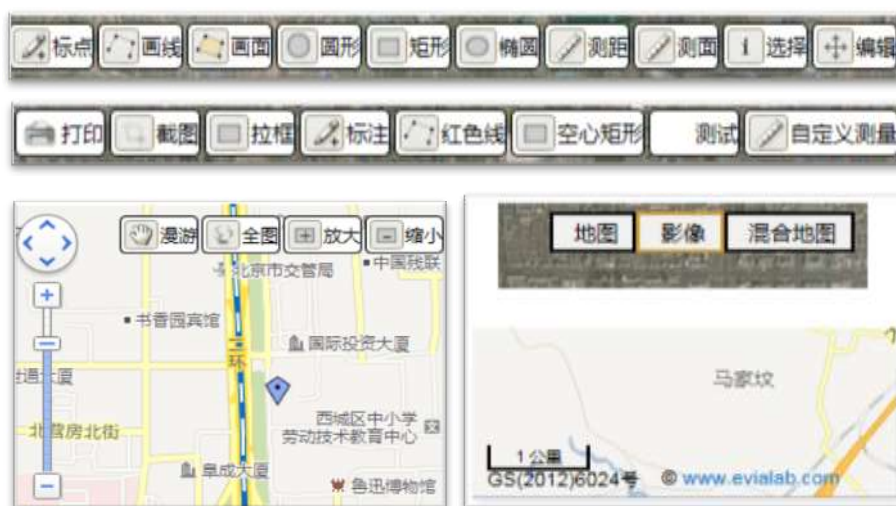 标点 画线 画面 圆形 矩形 椭圆 测距 测面 选择 编辑
打印 截图 拉框 标注 红色线 空心矩形 测试 自定义测量
漫游 全图 放大 缩小
北京市交管局
中国残联
书香园宾馆
国际投资大厦
二环
大厦
西城区中小学
劳动技术教育中心
北营房北街
阜成大厦
鲁迅博物馆
地图 影像 混合地图
马家坟
1 公里
GS(2012)6024号 © www.evialab.com